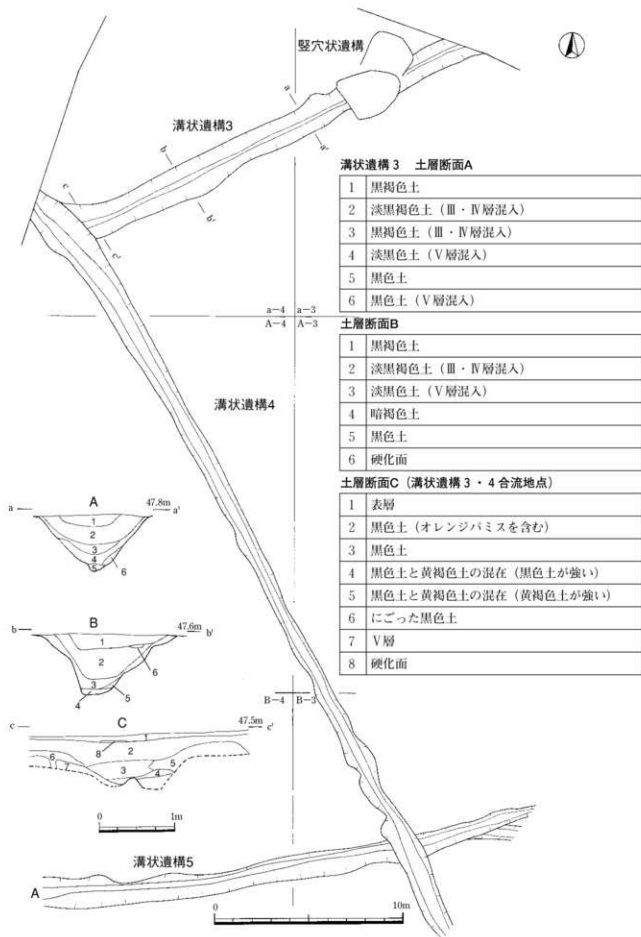 竪穴状遺構
a
溝状遺構3
b
a'
c
b'
c'
溝状遺構3 土層断面A
1 黒褐色土
2 淡黒褐色土（Ⅲ・Ⅳ層混入）
3 黒褐色土（Ⅲ・Ⅳ層混入）
4 淡黒色土（Ⅴ層混入）
5 黒色土
6 黒色土（Ⅴ層混入）
a-4 a-3
A-4 A-3
土層断面B
1 黒褐色土
2 淡黒褐色土（Ⅲ・Ⅳ層混入）
3 淡黒色土（Ⅴ層混入）
4 暗褐色土
5 黒色土
6 硬化面
溝状遺構4
土層断面C（溝状遺構3・4合流地点）
1 表層
2 黒色土（オレンジパミスを含む）
3 黒色土
4 黒色土と黄褐色土の混在（黒色土が強い）
5 黒色土と黄褐色土の混在（黄褐色土が強い）
6 にごった黒色土
7 Ⅴ層
8 硬化面
A
a 47.8m a'
1
2
3
4
5 6
B
b 47.6m b'
1
2
6
3
4 5
B-4 B-3
C
c 47.5m c'
1
8 2
6 7 3 5
4
0 1m
溝状遺構5
A
0 10m